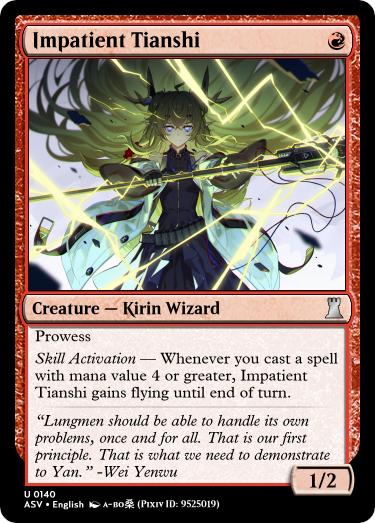 Impatient Tianshi
Creature — Kirin Wizard
Prowess
Skill Activation — Whenever you cast a spell
with mana value 4 or greater, Impatient
Tianshi gains flying until end of turn.
“Lungmen should be able to handle its own
problems, once and for all. That is our first
principle. That is what we need to demonstrate
to Yan.” -Wei Yenwu
1/2
U 0140
ASV • English A-BO桑 (Pixiv ID: 9525019)